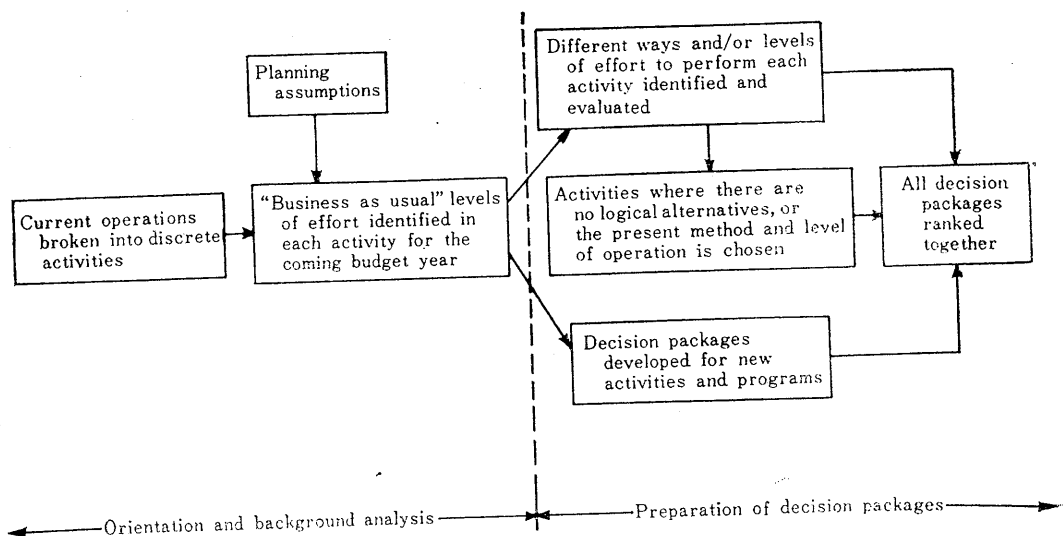 Planning
assumptions
Different ways and/or levels
of effort to perform each
activity identified and
evaluated
Current operations
broken into discrete
activities
"Business as usual" levels
of effort identified in
each activity for the
coming budget year
Activities where there are
no logical alternatives, or
the present method and level
of operation is chosen
All decision
packages
ranked
together
Decision packages
developed for new
activities and programs
Orientation and background analysis
Preparation of decision packages